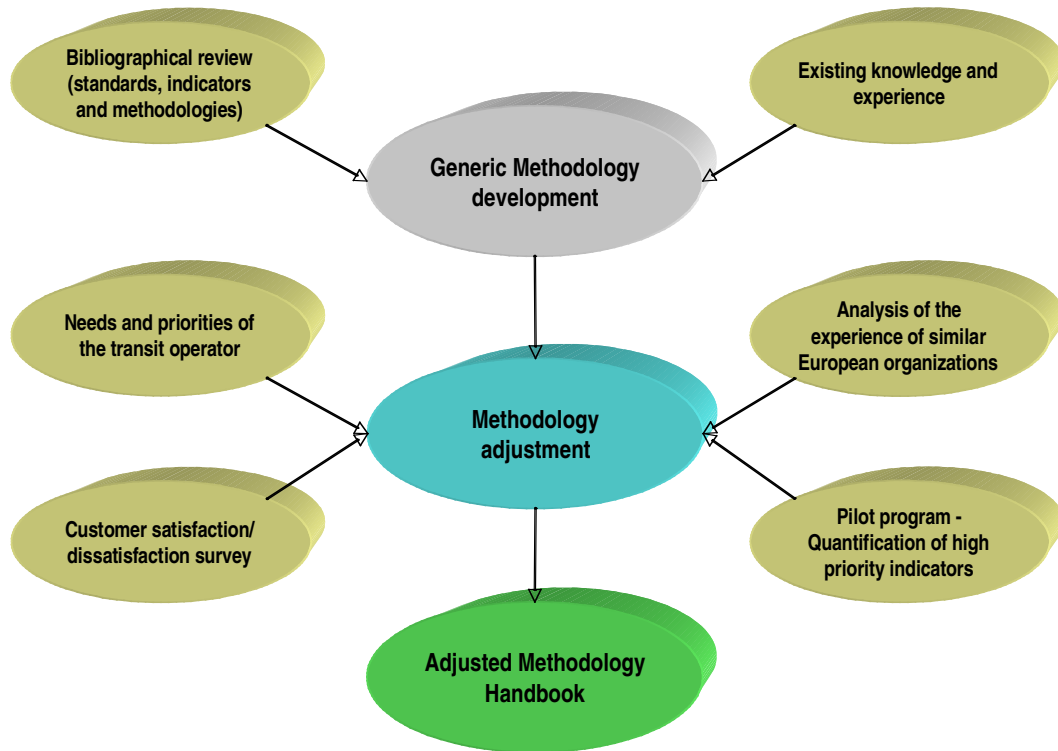 Bibliographical review
(standards, indicators
and methodologies)
Existing knowledge and
experience
Generic Methodology
development
Needs and priorities of
the transit operator
Analysis of the
experience of similar
European organizations
Methodology
adjustment
Customer satisfaction/
dissatisfaction survey
Pilot program -
Quantification of high
priority indicators
Adjusted Methodology
Handbook